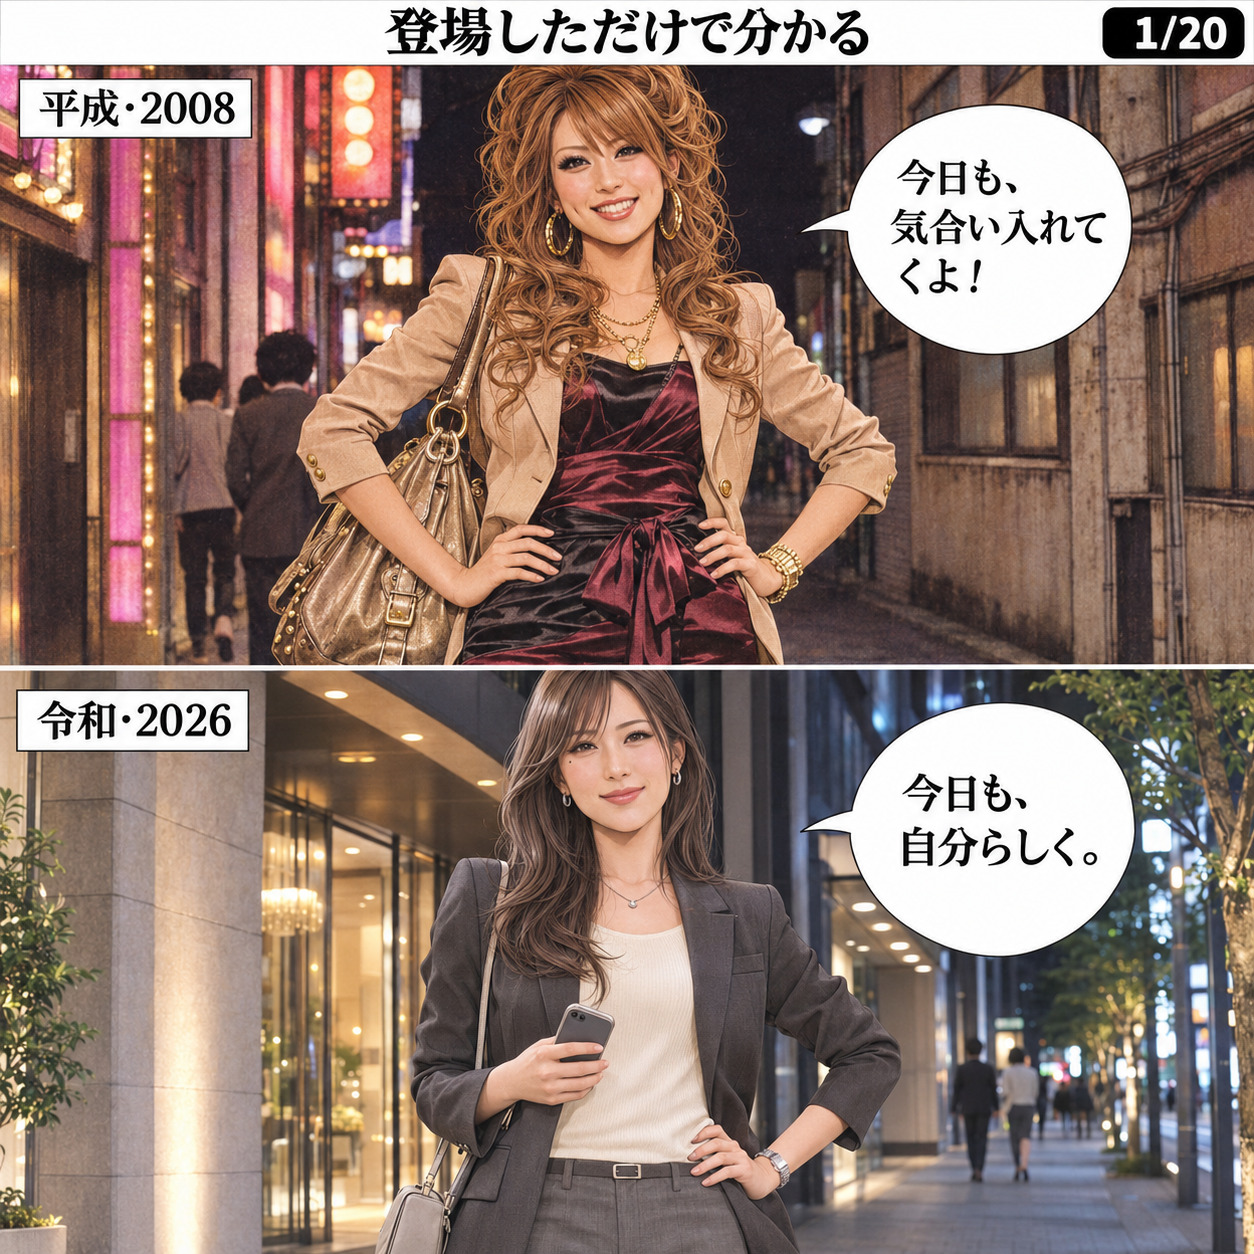 登場しただけで分かる
1/20
平成・2008
今日も、
気合い入れて
くよ！
令和・2026
今日も、
自分らしく。